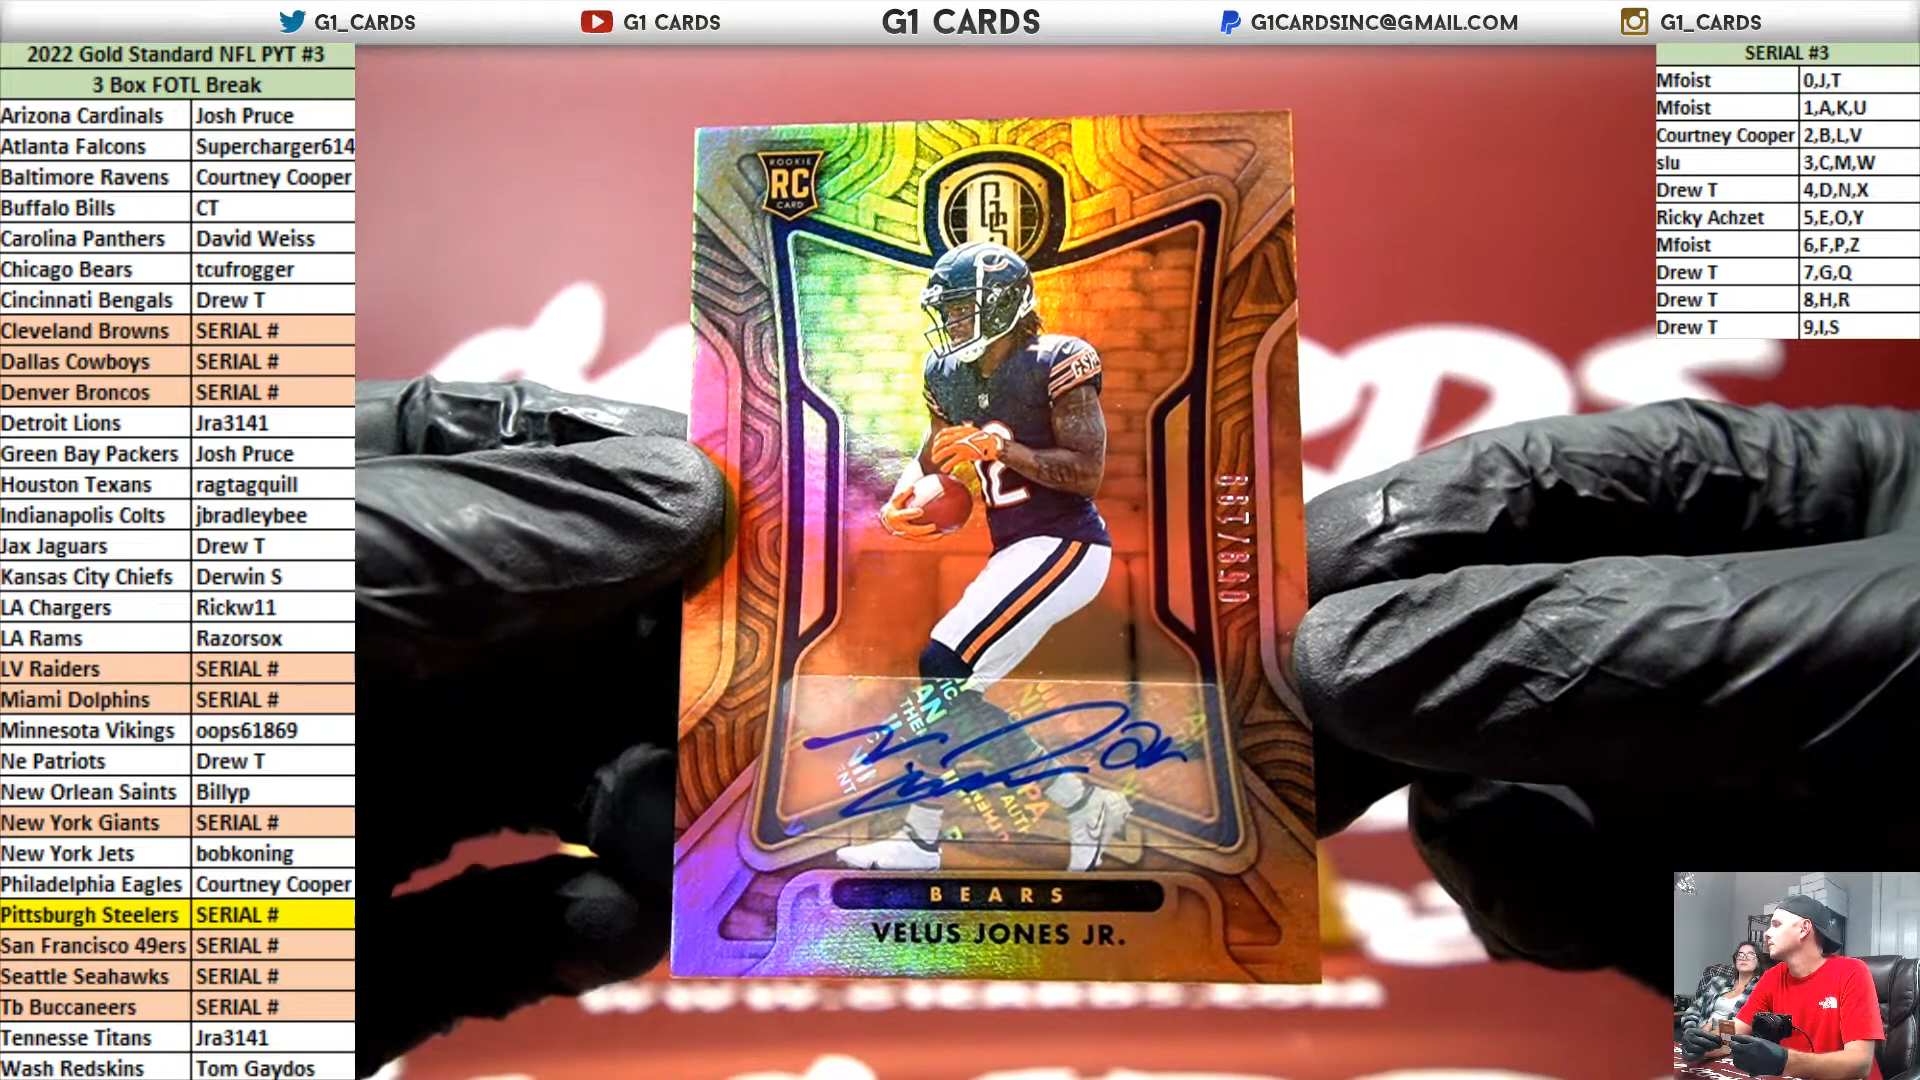 G1_CARDS G1 CARDS G1 CARDS G1CARDSINC@GMAIL.COM G1_CARDS
2022 Gold Standard NFL PYT #3
3 Box FOTL Break
Arizona Cardinals Josh Pruce
Atlanta Falcons Supercharger614
Baltimore Ravens Courtney Cooper
Buffalo Bills CT
Carolina Panthers David Weiss
Chicago Bears tcufrogger
Cincinnati Bengals Drew T
Cleveland Browns SERIAL #
Dallas Cowboys SERIAL #
Denver Broncos SERIAL #
Detroit Lions Jra3141
Green Bay Packers Josh Pruce
Houston Texans ragtagquill
Indianapolis Colts jbradleybee
Jax Jaguars Drew T
Kansas City Chiefs Derwin S
LA Chargers Rickw11
LA Rams Razorsox
LV Raiders SERIAL #
Miami Dolphins SERIAL #
Minnesota Vikings oops61869
Ne Patriots Drew T
New Orlean Saints Billyp
New York Giants SERIAL #
New York Jets bobkoning
Philadelphia Eagles Courtney Cooper
Pittsburgh Steelers SERIAL #
San Francisco 49ers SERIAL #
Seattle Seahawks SERIAL #
Tb Buccaneers SERIAL #
Tennesse Titans Jra3141
Wash Redskins Tom Gaydos
SERIAL #3
Mfoist 0,J,T
Mfoist 1,A,K,U
Courtney Cooper 2,B,L,V
slu 3,C,M,W
Drew T 4,D,N,X
Ricky Achzet 5,E,O,Y
Mfoist 6,F,P,Z
Drew T 7,G,Q
Drew T 8,H,R
Drew T 9,I,S
ROOKIE
RC
CARD
GS
GSH
12
059/199
BEARS
VELUS JONES JR.